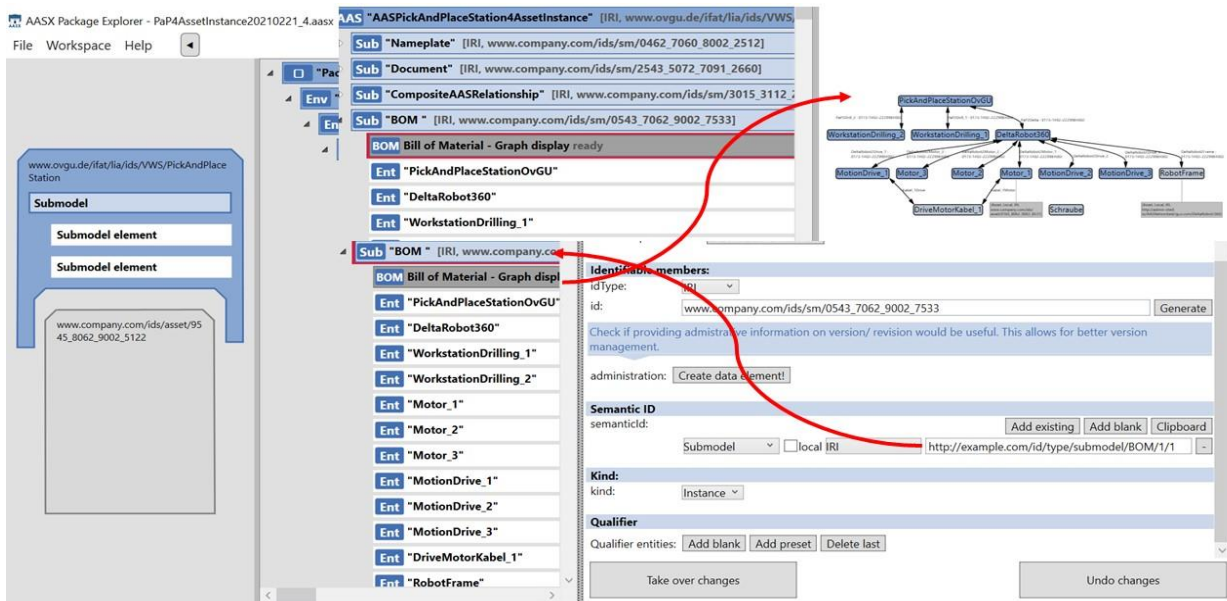 AASX Package Explorer - PaP4AssetInstance20210221_4.aasx
File Workspace Help
www.ovgu.de/ifat/lia/ids/VWS/PickAndPlace
Station
Submodel
Submodel element
Submodel element
www.company.com/ids/asset/95
45_8062_9002_5122
"Pac
Env
En
AAS "AASPickAndPlaceStation4AssetInstance" [IRI, www.ovgu.de/ifat/lia/ids/VWS/
Sub "Nameplate" [IRI, www.company.com/ids/sm/0462_7060_8002_2512]
Sub "Document" [IRI, www.company.com/ids/sm/2543_5072_7091_2660]
Sub "CompositeAASRelationship" [IRI, www.company.com/ids/sm/3015_3112_2
Sub "BOM " [IRI, www.company.com/ids/sm/0543_7062_9002_7533]
BOM Bill of Material - Graph display ready
Ent "PickAndPlaceStationOvGU"
Ent "DeltaRobot360"
Ent "WorkstationDrilling_1"
Sub "BOM " [IRI, www.company.co
BOM Bill of Material - Graph displ
Ent "PickAndPlaceStationOvGU"
Ent "DeltaRobot360"
Ent "WorkstationDrilling_1"
Ent "WorkstationDrilling_2"
Ent "Motor_1"
Ent "Motor_2"
Ent "Motor_3"
Ent "MotionDrive_1"
Ent "MotionDrive_2"
Ent "MotionDrive_3"
Ent "DriveMotorKabel_1"
Ent "RobotFrame"
PickAndPlaceStationOvGU
WorkstationDrilling_2 WorkstationDrilling_1 DeltaRobot360
MotionDrive_1 Motor_3 Motor_2 Motor_1 MotionDrive_2 MotionDrive_3 RobotFrame
DriveMotorKabel_1 Schraube
Identifiable members:
idType: IRI
id: www.company.com/ids/sm/0543_7062_9002_7533 Generate
Check if providing admistrative information on version/ revision would be useful. This allows for better version
management.
administration: Create data element!
Semantic ID
semanticId: Add existing Add blank Clipboard
Submodel local IRI http://example.com/id/type/submodel/BOM/1/1 -
Kind:
kind: Instance
Qualifier
Qualifier entities: Add blank Add preset Delete last
Take over changes Undo changes